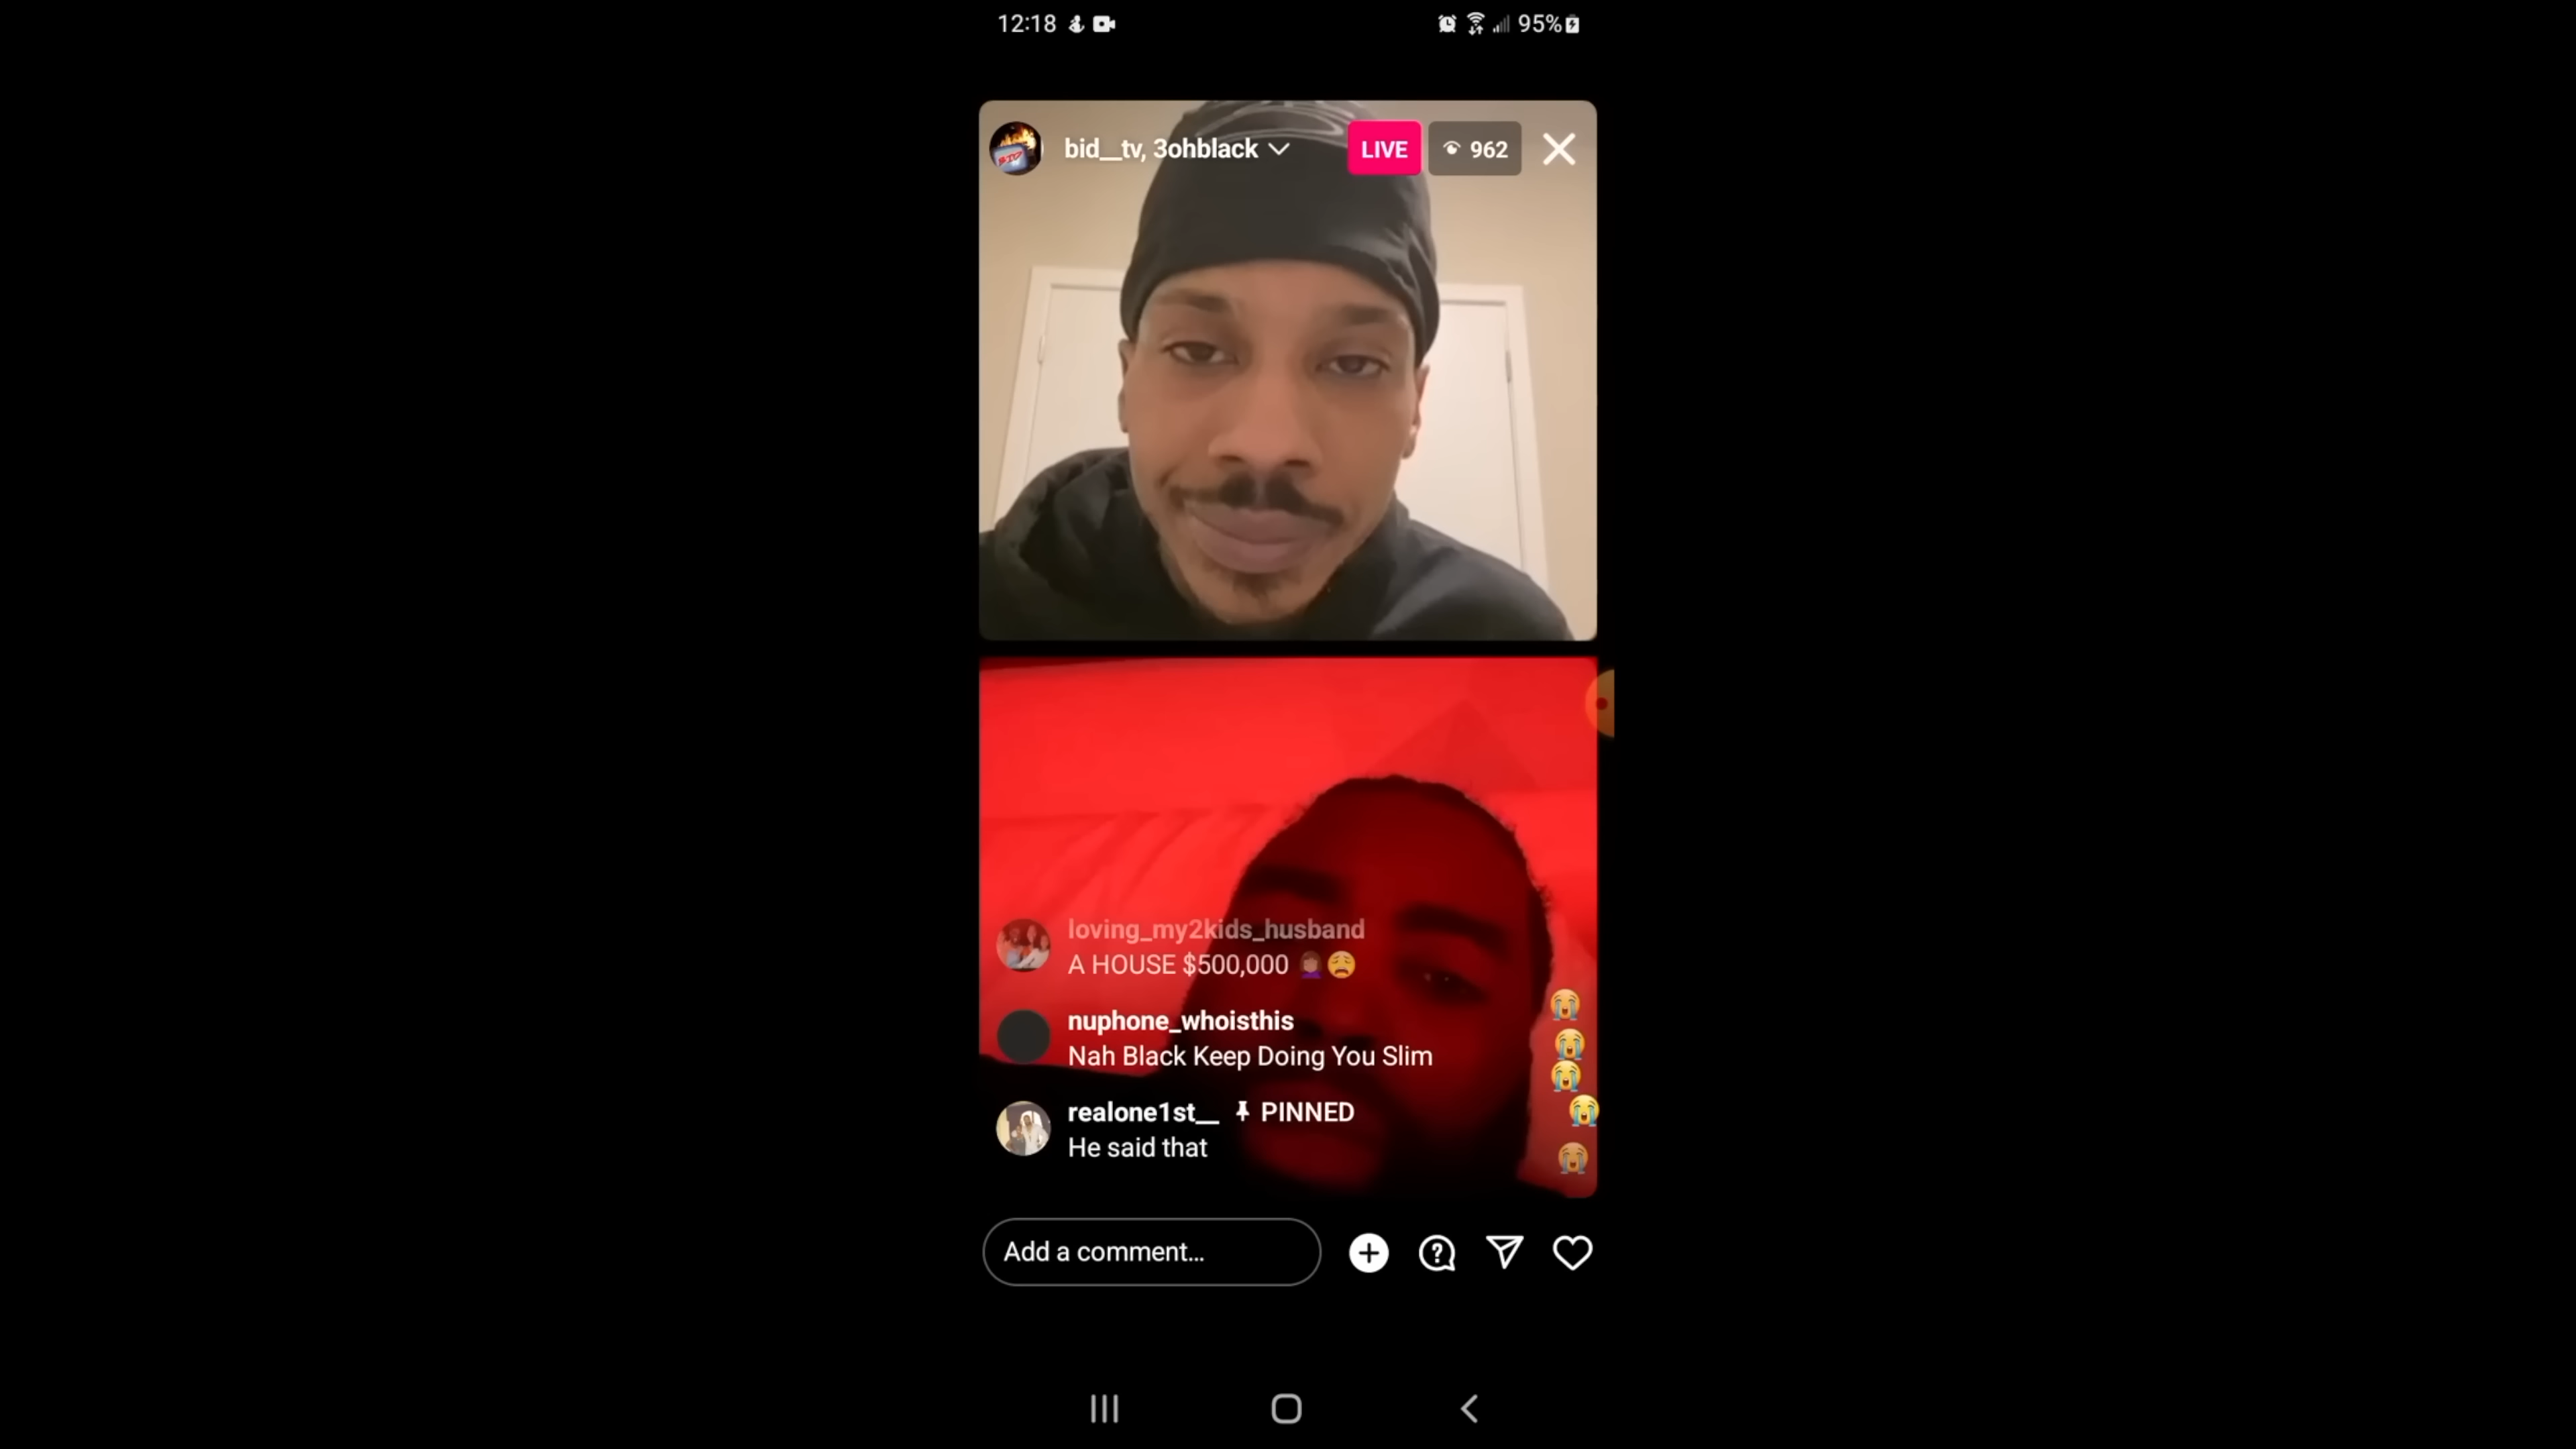 12:18
95%
bid__tv, 3ohblack
LIVE
962
BID
loving_my2kids_husband
A HOUSE $500,000 🤦🏽‍♀️😩
nuphone_whoisthis
Nah Black Keep Doing You Slim
realone1st__ PINNED
He said that
Add a comment...